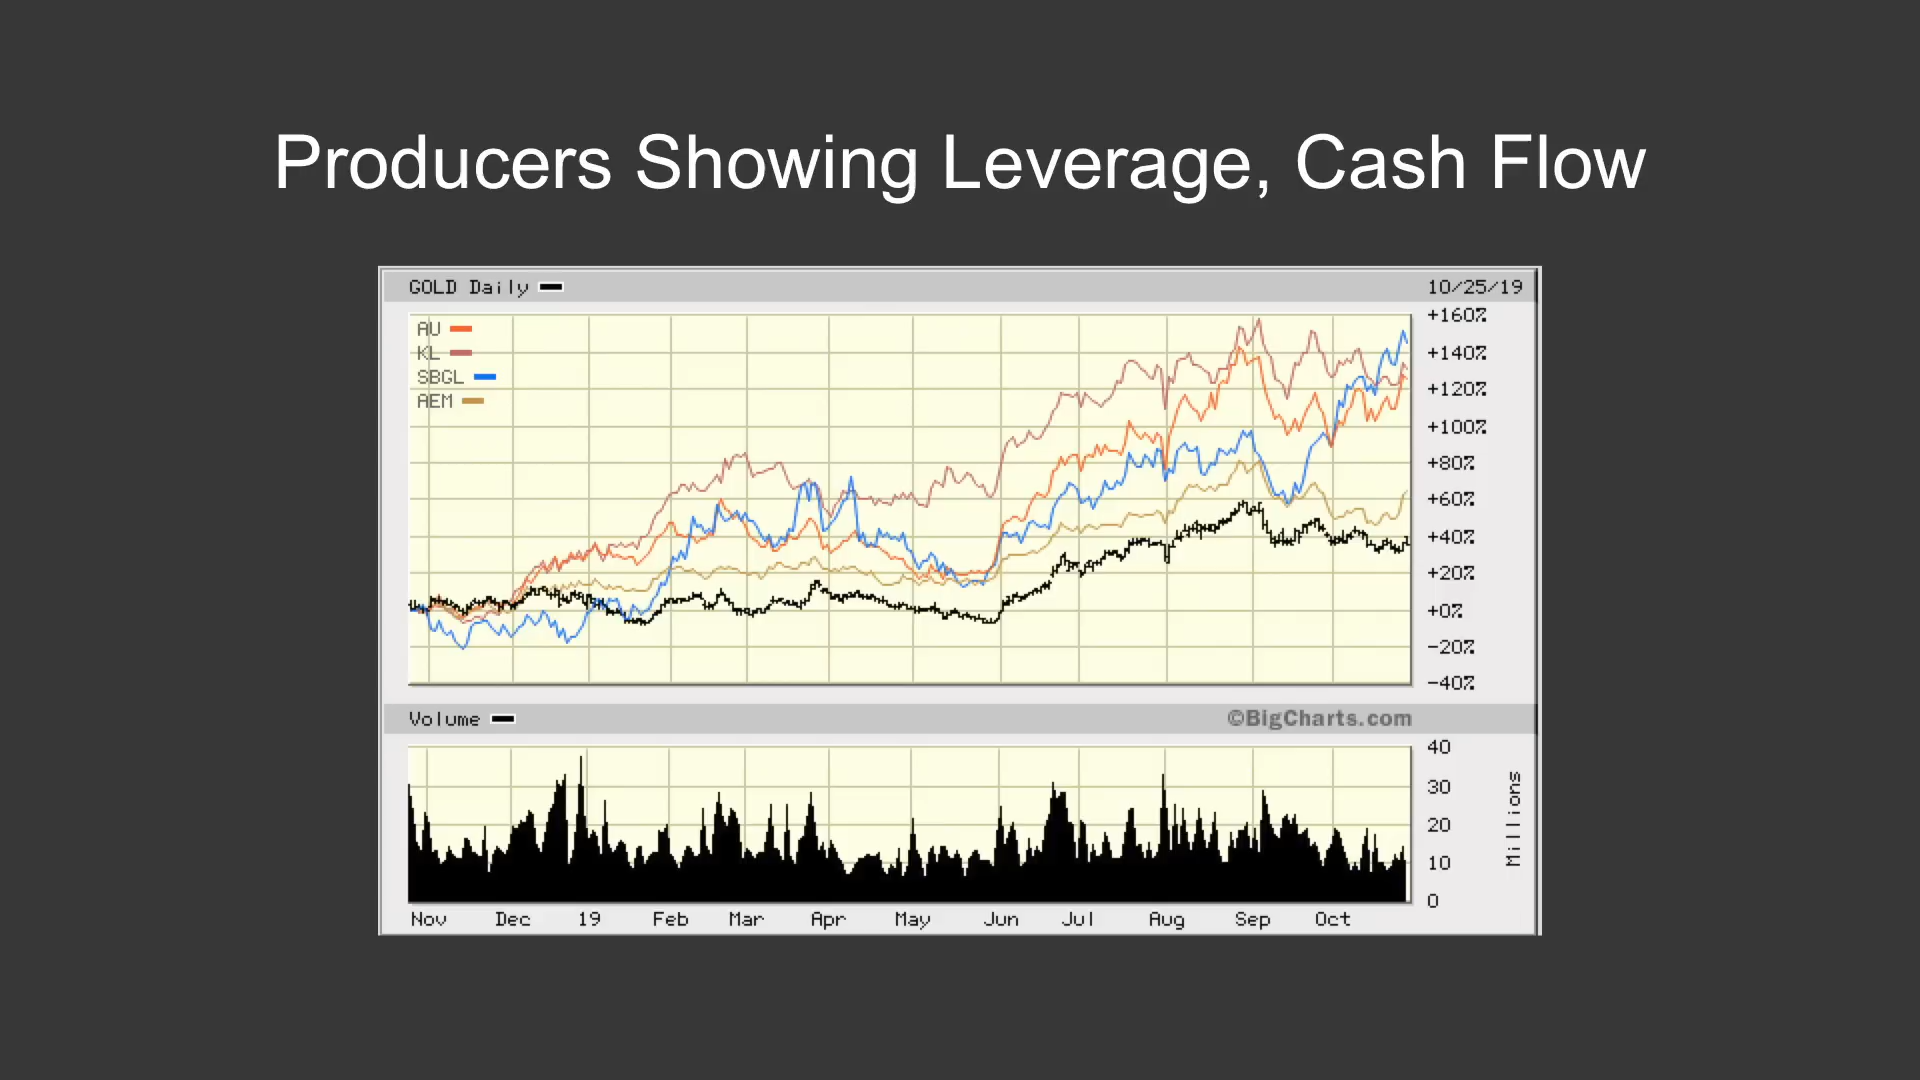 Producers Showing Leverage, Cash Flow
GOLD Daily
10/25/19
AU
KL
SBGL
AEM
+160%
+140%
+120%
+100%
+80%
+60%
+40%
+20%
+0%
-20%
-40%
Volume
©BigCharts.com
40
30
20
10
0
Millions
Nov Dec 19 Feb Mar Apr May Jun Jul Aug Sep Oct